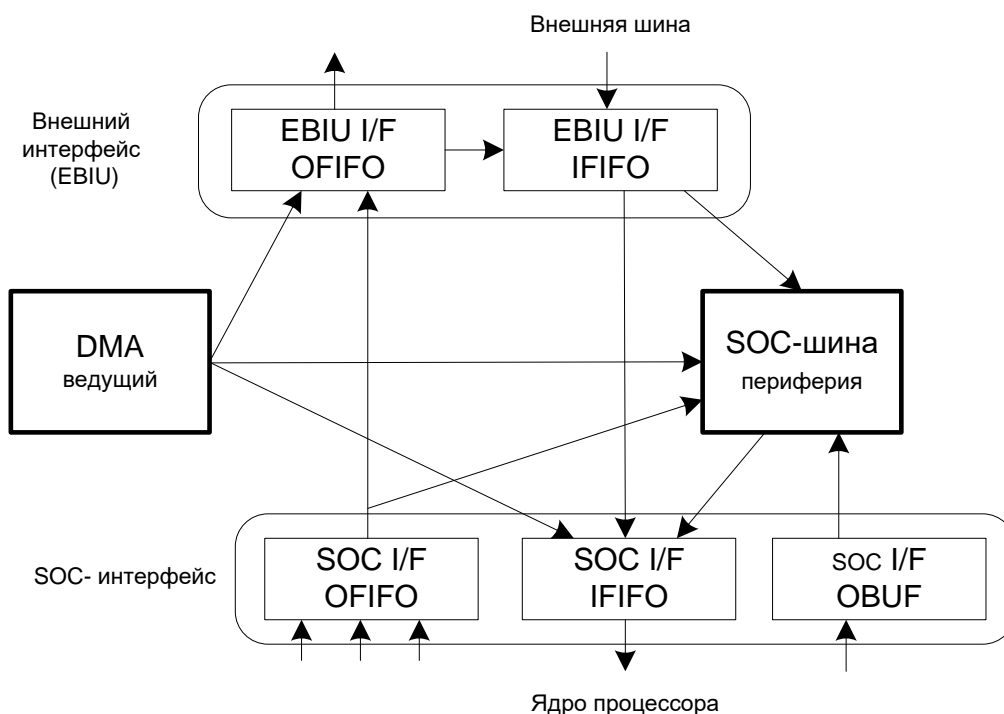 Внешняя шина
Внешний
интерфейс
(EBIU)
EBIU I/F
OFIFO
EBIU I/F
IFIFO
DMA
ведущий
SOC-шина
периферия
SOC- интерфейс
SOC I/F
OFIFO
SOC I/F
IFIFO
SOC I/F
OBUF
Ядро процессора